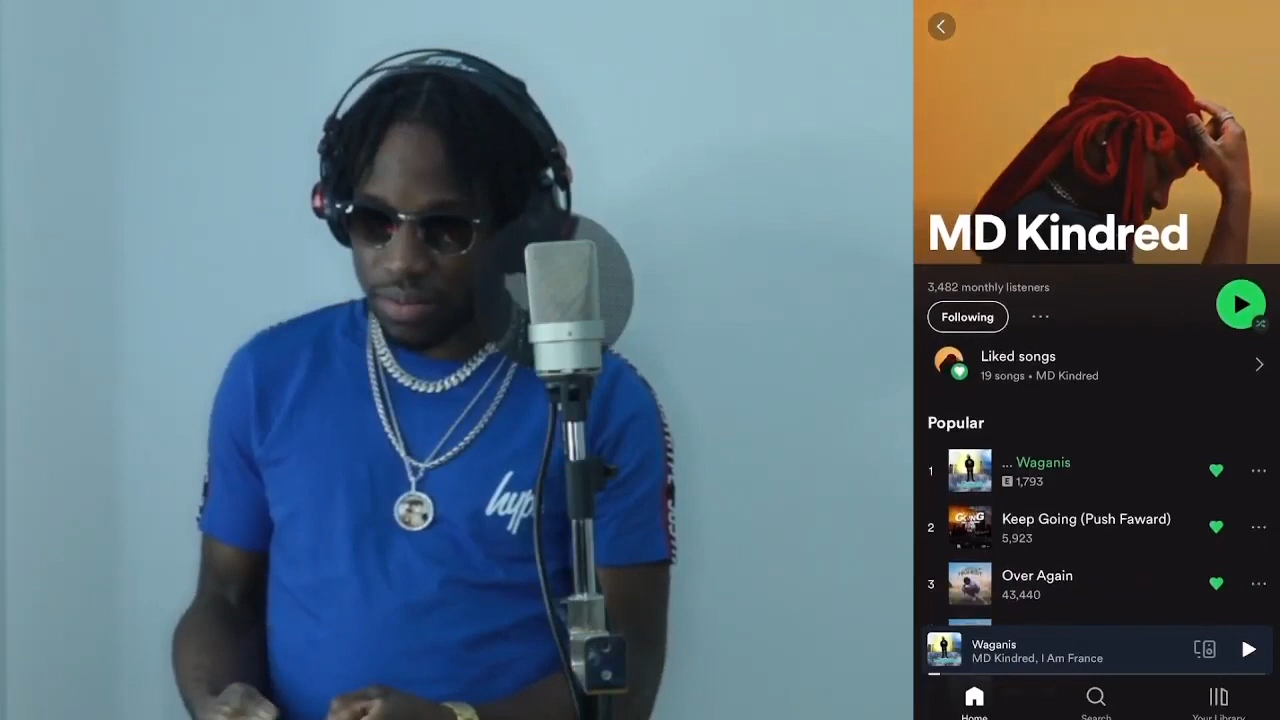 hyp
MD Kindred
3,482 monthly listeners
Following
Liked songs
19 songs • MD Kindred
Popular
1
... Waganis
E 1,793
2
Keep Going (Push Faward)
5,923
3
Over Again
43,440
Waganis
MD Kindred, I Am France
Home
Search
Your Library